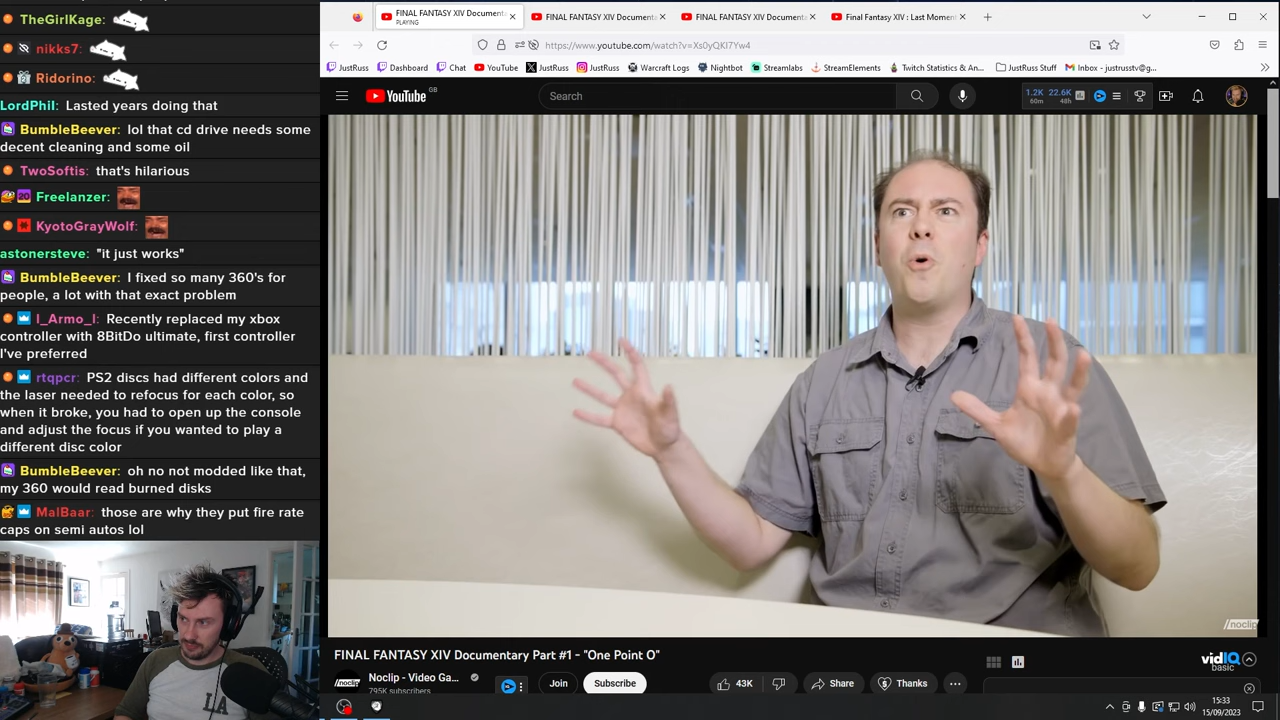 TheGirlKage:
nikks7:
Ridorino:
LordPhil: Lasted years doing that
BumbleBeever: lol that cd drive needs some
decent cleaning and some oil
TwoSoftis: that's hilarious
Freelanzer:
KyotoGrayWolf:
astonersteve: "it just works"
BumbleBeever: I fixed so many 360's for
people, a lot with that exact problem
I_Armo_I: Recently replaced my xbox
controller with 8BitDo ultimate, first controller
I've preferred
rtqpcr: PS2 discs had different colors and
the laser needed to refocus for each color, so
when it broke, you had to open up the console
and adjust the focus if you wanted to play a
different disc color
BumbleBeever: oh no not modded like that,
my 360 would read burned disks
MalBaar: those are why they put fire rate
caps on semi autos lol
LA
FINAL FANTASY XIV Documenta
PLAYING
FINAL FANTASY XIV Documenta
FINAL FANTASY XIV Documenta
Final Fantasy XIV : Last Momen
https://www.youtube.com/watch?v=Xs0yQKI7Yw4
JustRuss Dashboard Chat YouTube JustRuss JustRuss Warcraft Logs Nightbot Streamlabs StreamElements Twitch Statistics & An... JustRuss Stuff Inbox - justrusstv@g...
YouTube GB
Search
1.2K 22.6K
60m 48h
/noclip
FINAL FANTASY XIV Documentary Part #1 - "One Point O"
vidIQ
basic
/noclip
Noclip - Video Ga...
795K subscribers
Join
Subscribe
43K
Share
Thanks
15:33
15/09/2023